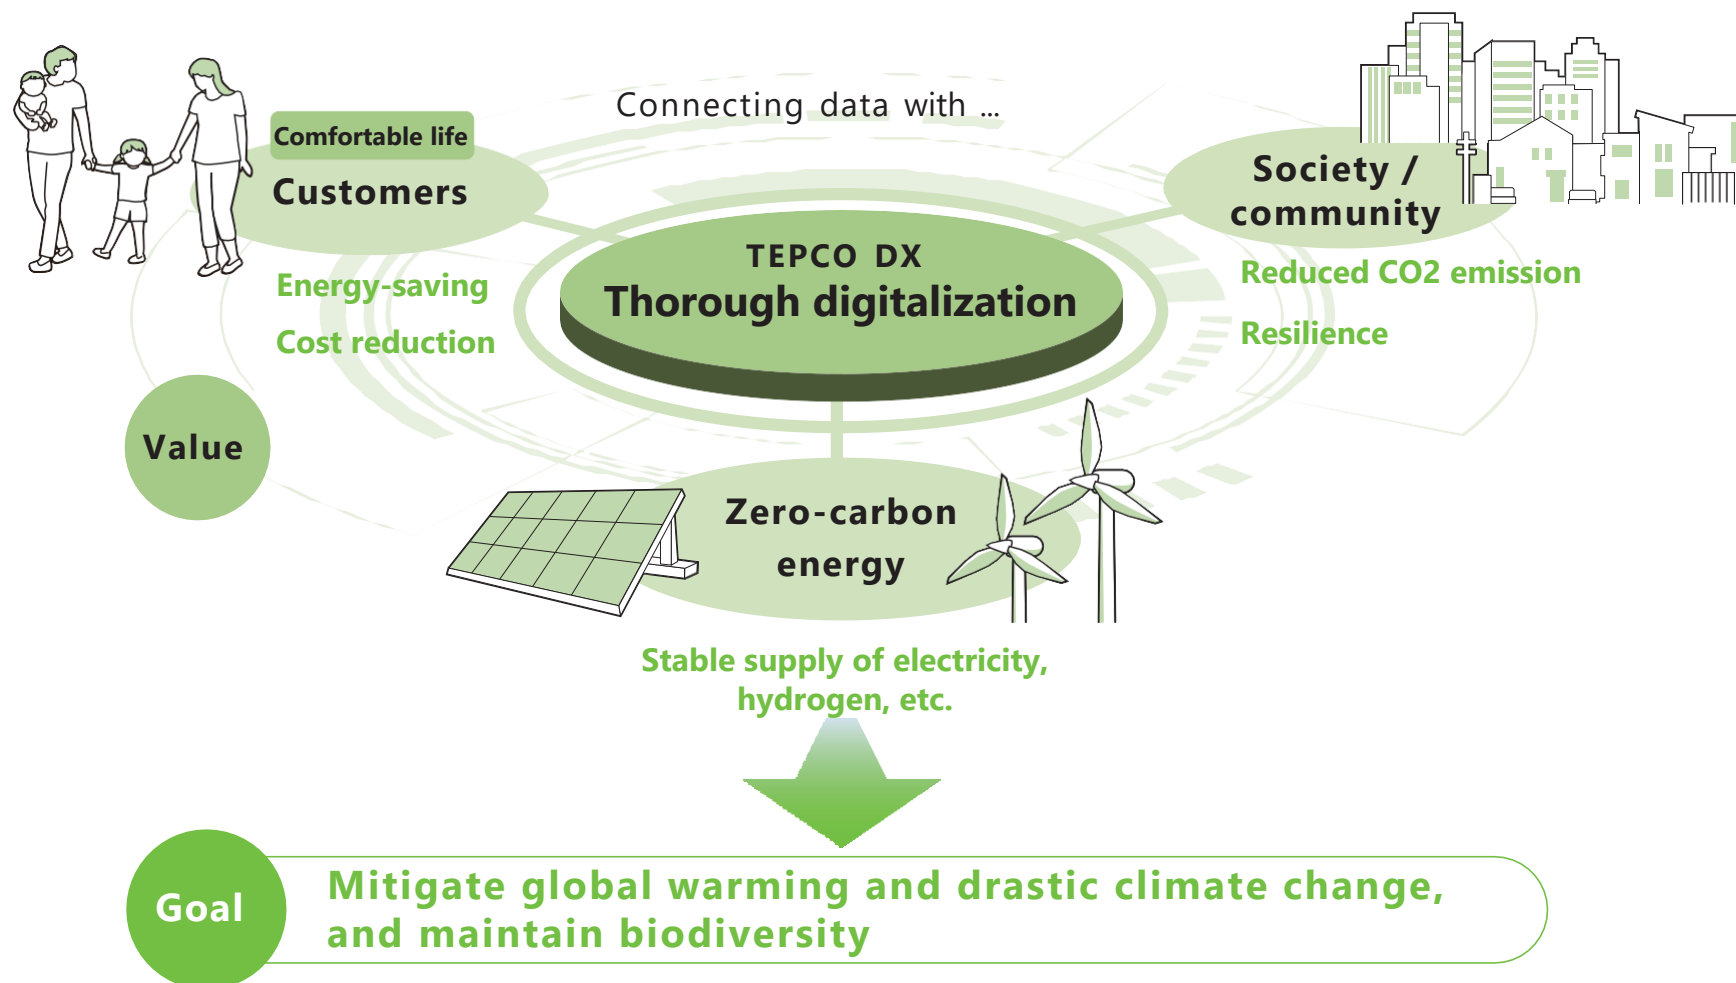 Connecting data with ...
Comfortable life
Customers
Energy-saving
Cost reduction
TEPCO DX
Thorough digitalization
Society /
community
Reduced CO2 emission
Resilience
Value
Zero-carbon
energy
Stable supply of electricity,
hydrogen, etc.
Goal
Mitigate global warming and drastic climate change,
and maintain biodiversity